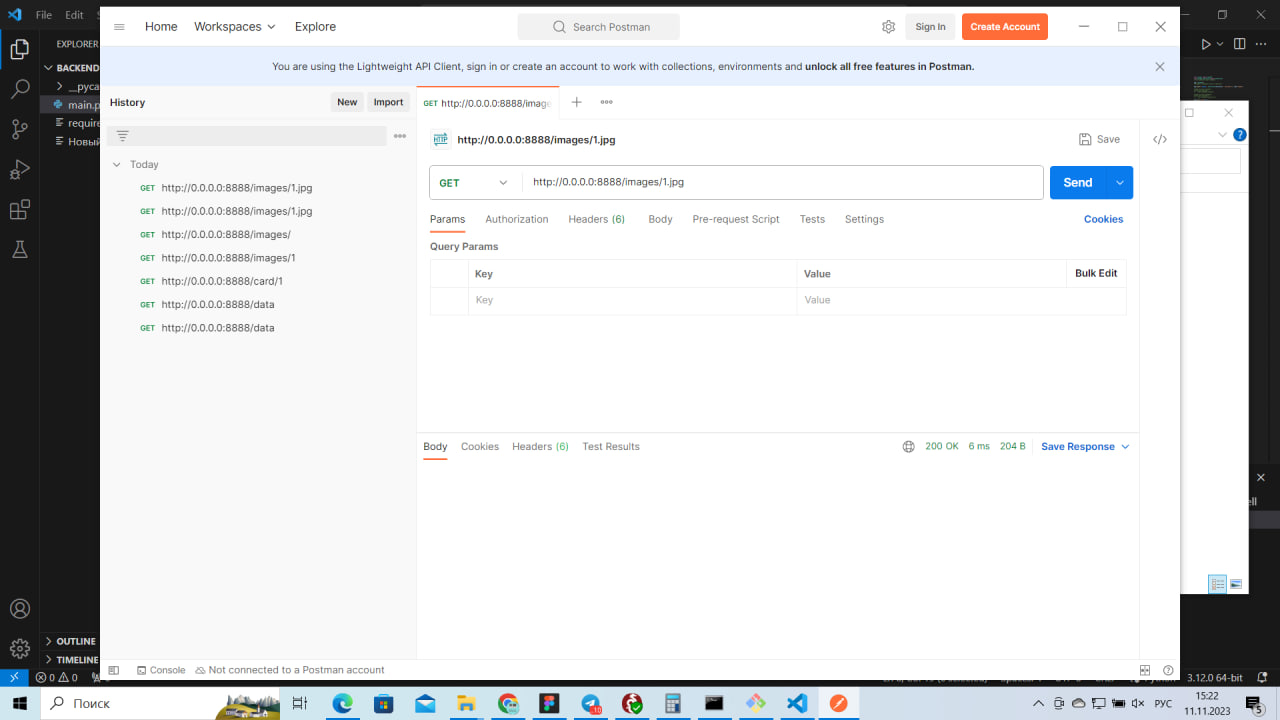 File
Home
Workspaces
Explore
Search Postman
Sign In
Create Account
EXPLORER
You are using the Lightweight API Client, sign in or create an account to work with collections, environments and unlock all free features in Postman.
BACKEND
History
New
Import
GET http://0.0.0.0:8888/image
main.p
Новый
http://0.0.0.0:8888/images/1.jpg
Save
</>
Today
GET http://0.0.0.0:8888/images/1.jpg
GET http://0.0.0.0:8888/images/1.jpg
GET http://0.0.0.0:8888/images/
GET http://0.0.0.0:8888/images/1
GET http://0.0.0.0:8888/card/1
GET http://0.0.0.0:8888/data
GET http://0.0.0.0:8888/data
GET
http://0.0.0.0:8888/images/1.jpg
Send
Params
Authorization
Headers (6)
Body
Pre-request Script
Tests
Settings
Cookies
Query Params
Key
Value
Bulk Edit
Key
Value
Body
Cookies
Headers (6)
Test Results
200 OK
6 ms
204 B
Save Response
OUTLINE
TIMELINE
Console
Not connected to a Postman account
0
0
3.12.0 64-bit
Поиск
10
РУС
15:22
11.11.2023
5